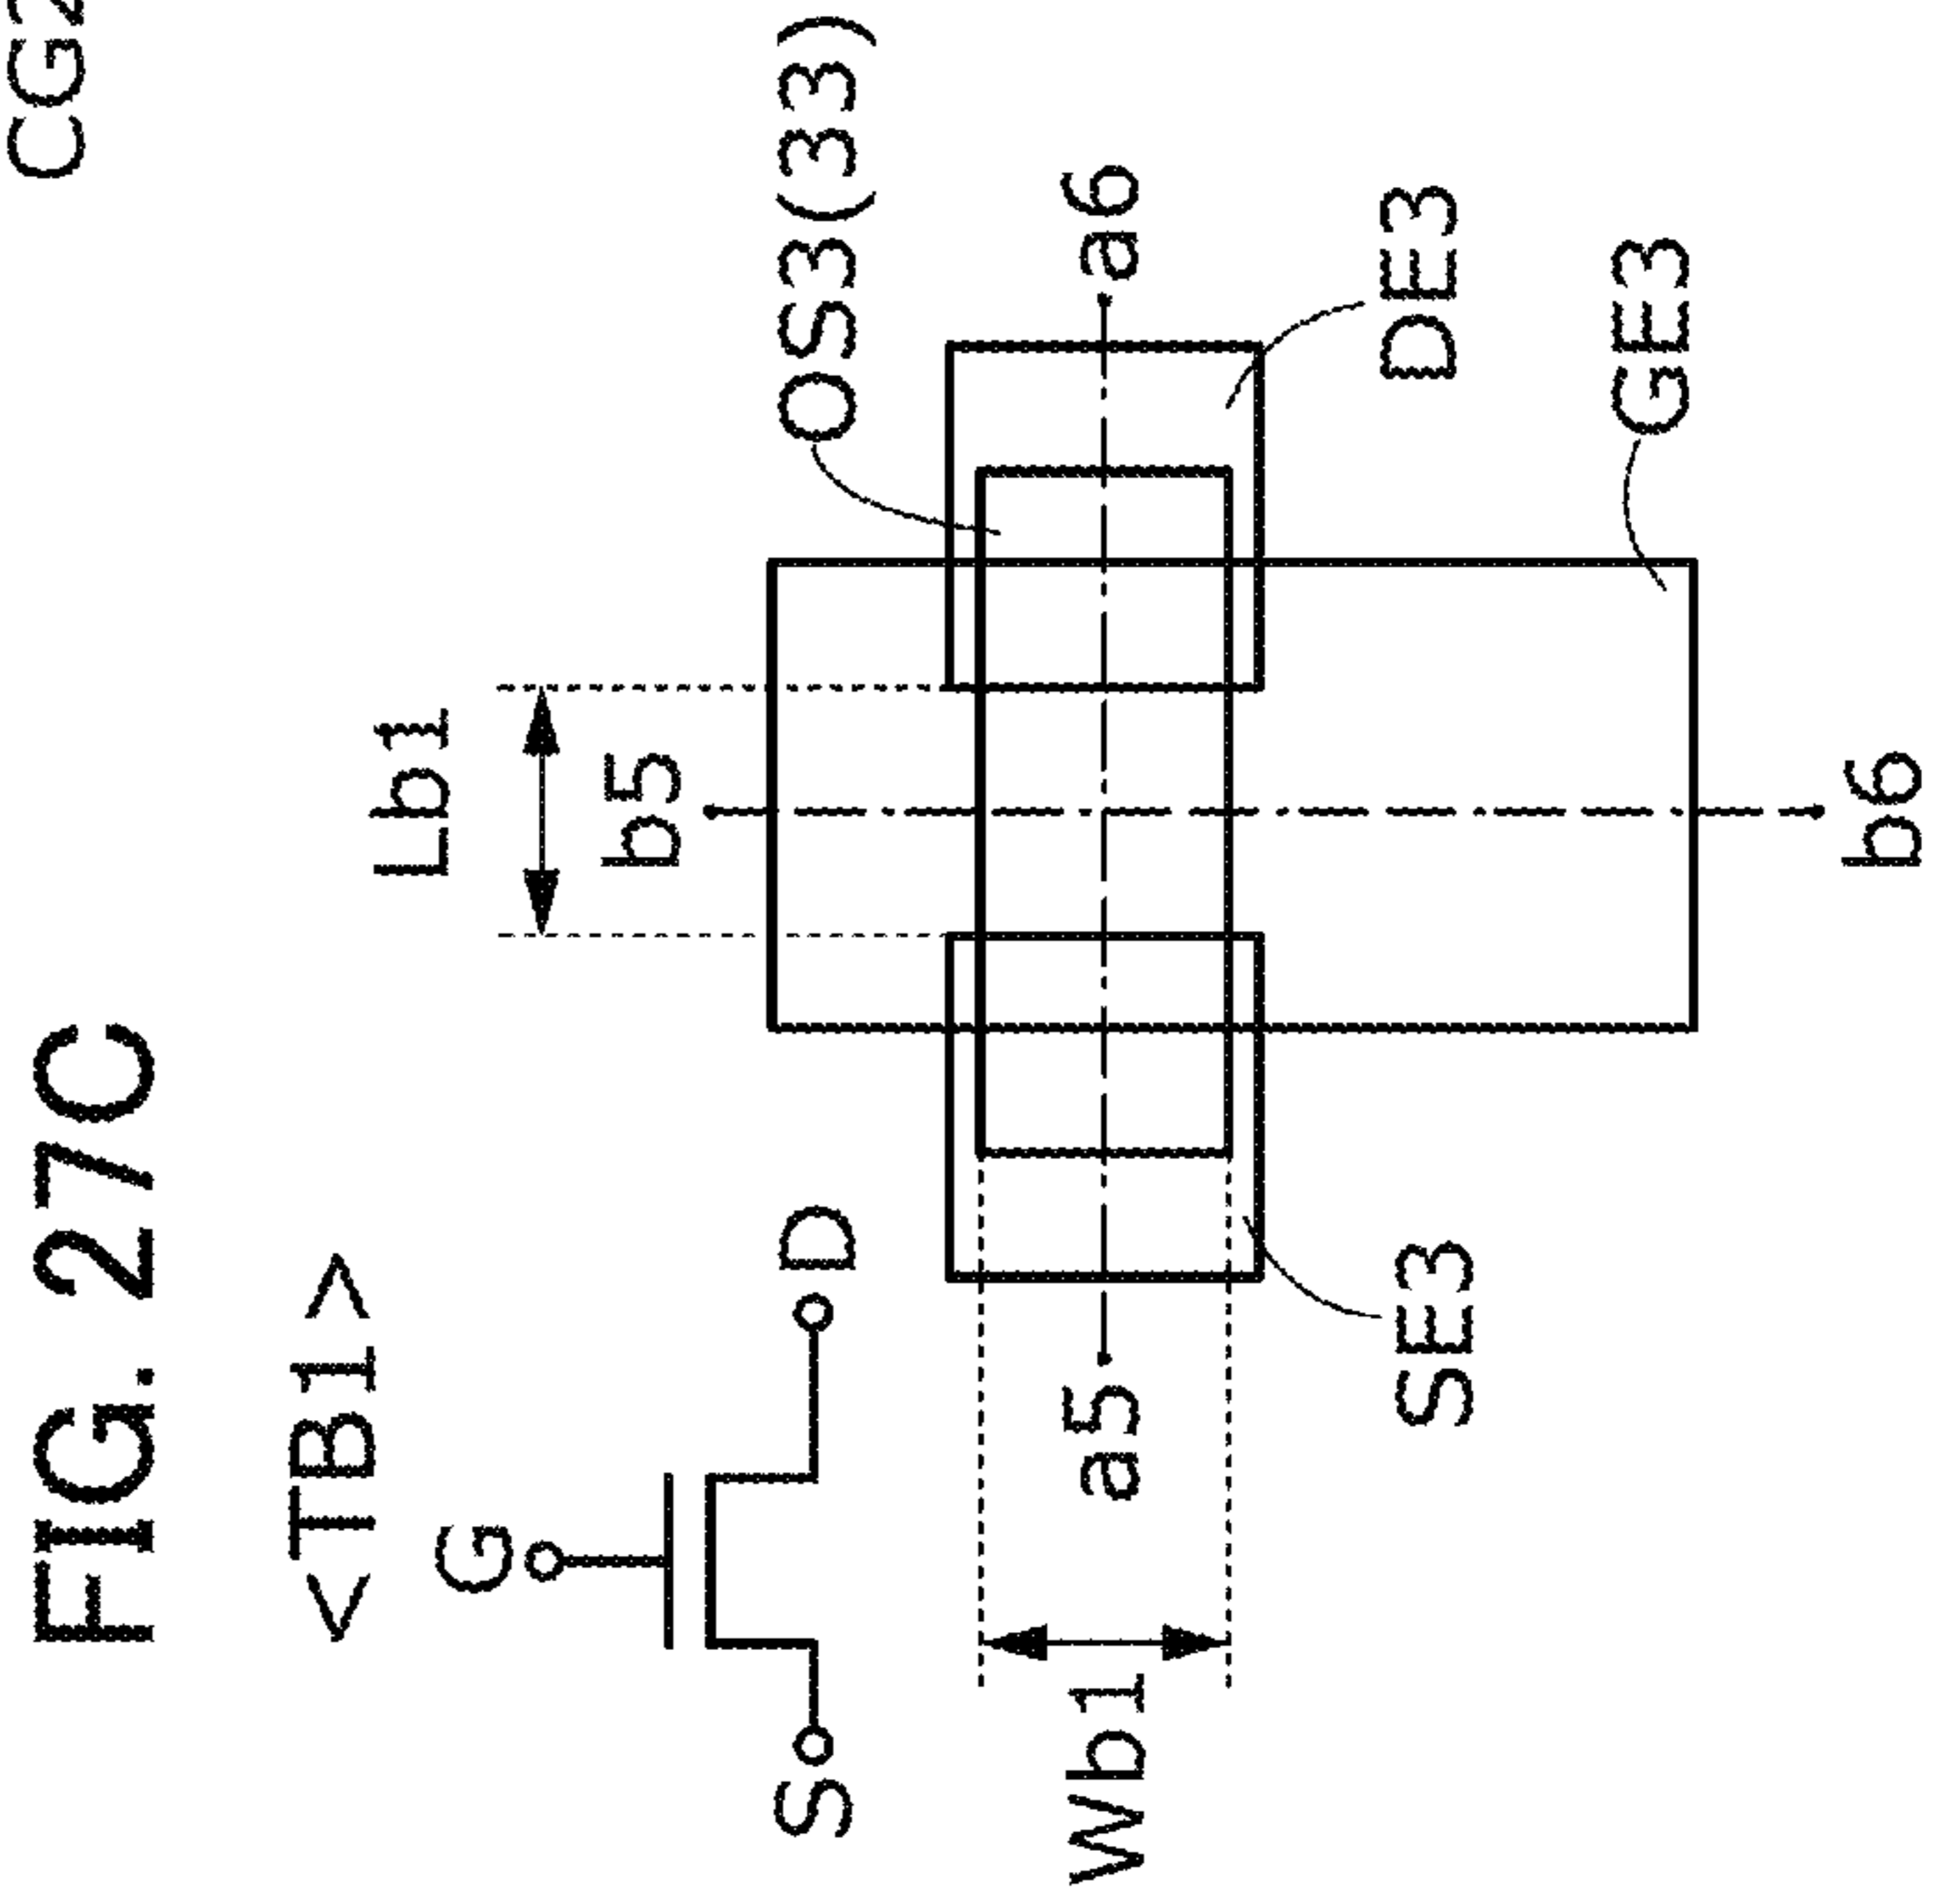 FIG. 27C
CG2
<TB1>
G
S
D
Lb1
b5
OS3(33)
Wb1
a5
a6
SE3
DE3
GE3
b6